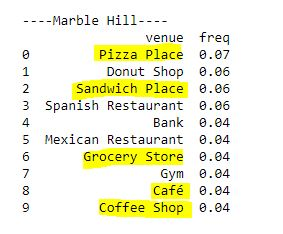 ----Marble Hill----
venue freq
0 Pizza Place 0.07
1 Donut Shop 0.06
2 Sandwich Place 0.06
3 Spanish Restaurant 0.06
4 Bank 0.04
5 Mexican Restaurant 0.04
6 Grocery Store 0.04
7 Gym 0.04
8 Café 0.04
9 Coffee Shop 0.04